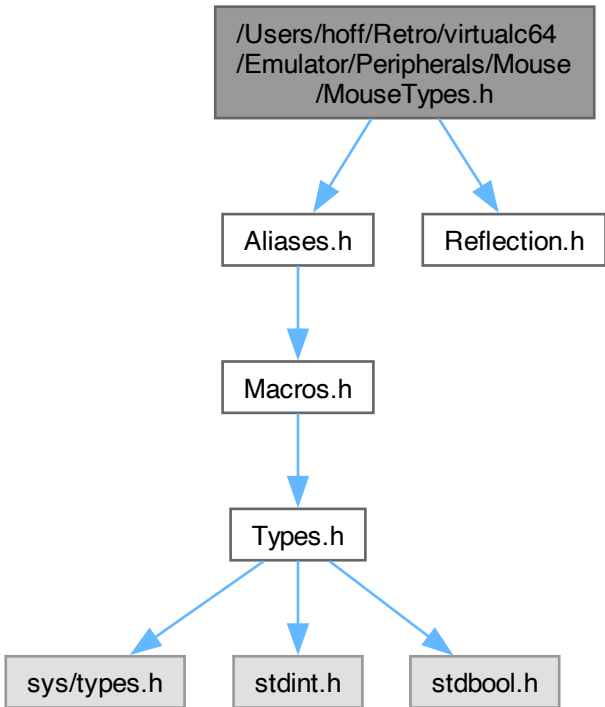 /Users/hoff/Retro/virtualc64
/Emulator/Peripherals/Mouse
/MouseTypes.h
Aliases.h
Reflection.h
Macros.h
Types.h
sys/types.h
stdint.h
stdbool.h